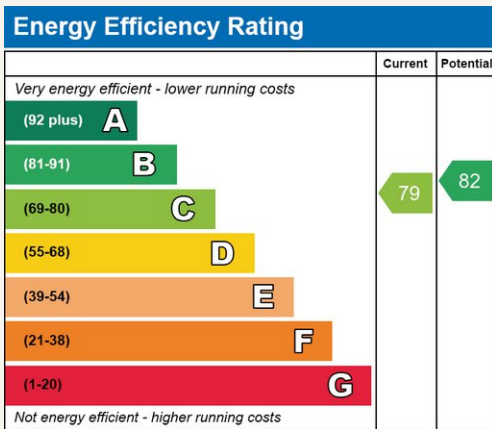 Energy Efficiency Rating
Current Potential
Very energy efficient - lower running costs
(92 plus) A
(81-91) B
(69-80) C
79
82
(55-68) D
(39-54) E
(21-38) F
(1-20) G
Not energy efficient - higher running costs